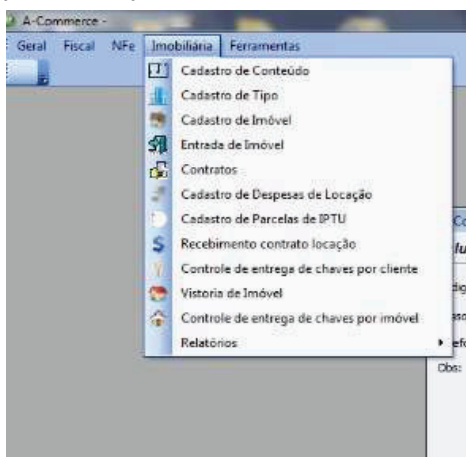 A-Commerce -
Geral Fiscal NFe Imobiliária Ferramentas
Cadastro de Conteúdo
Cadastro de Tipo
Cadastro de Imóvel
Entrada de Imóvel
Contratos
Cadastro de Despesas de Locação
Cadastro de Parcelas de IPTU
Recebimento contrato locação
Controle de entrega de chaves por cliente
Vistoria de Imóvel
Controle de entrega de chaves por imóvel
Relatórios
Obs: